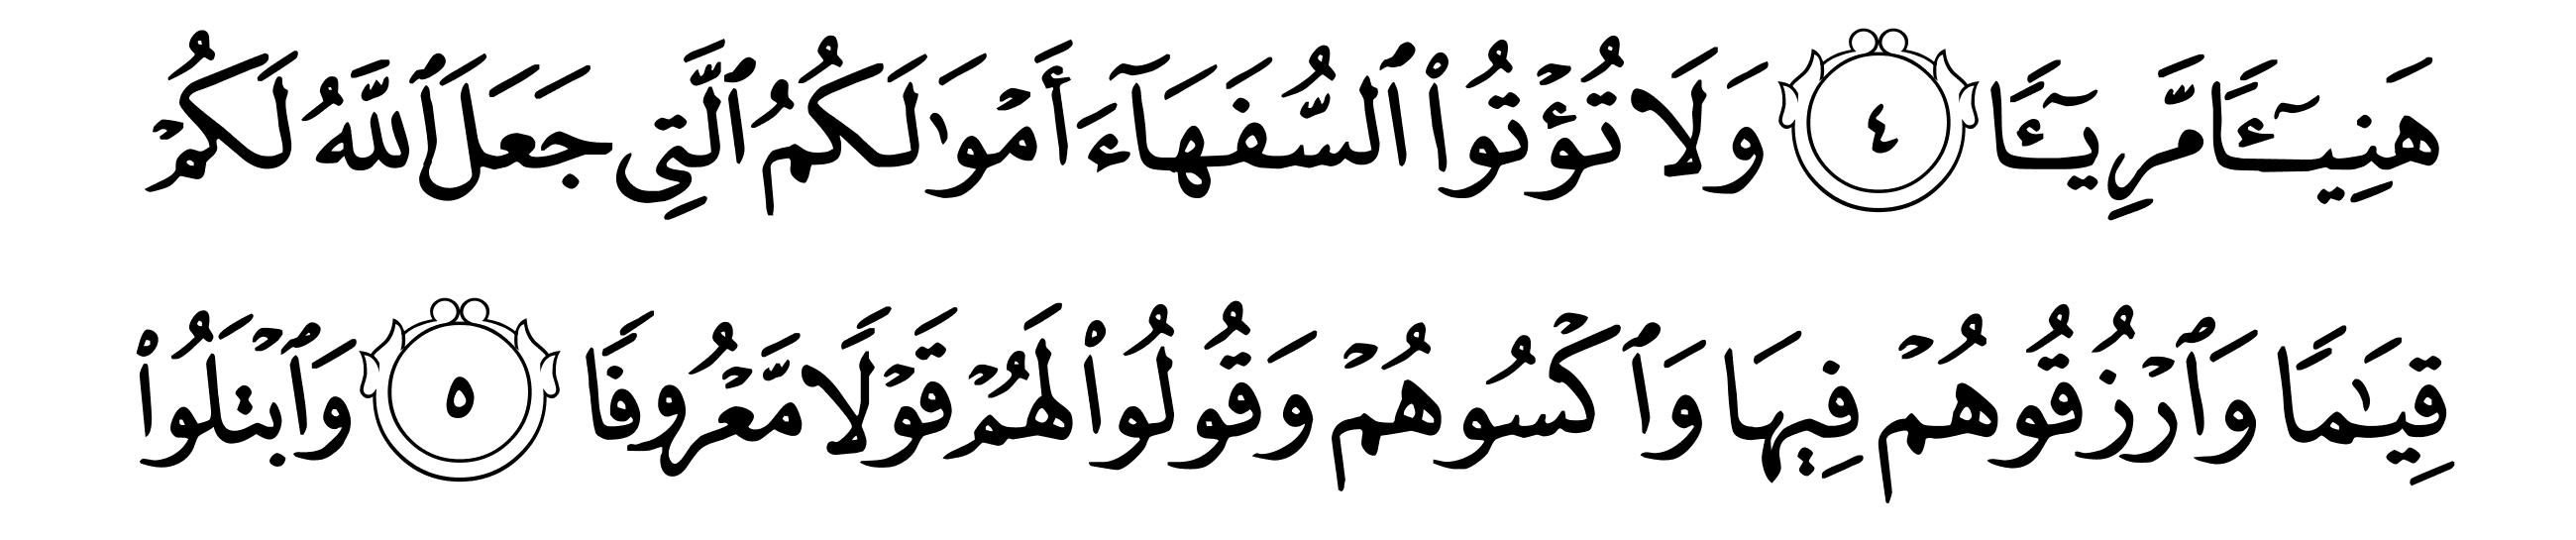 هَنِيٓـًٔا مَّرِيٓـًٔا ٤ وَلَا تُؤۡتُواْ ٱلسُّفَهَآءَ أَمۡوَٰلَكُمُ ٱلَّتِي جَعَلَ ٱللَّهُ لَكُمۡ
قِيَٰمٗا وَٱرۡزُقُوهُمۡ فِيهَا وَٱكۡسُوهُمۡ وَقُولُواْ لَهُمۡ قَوۡلٗا مَّعۡرُوفٗا ٥ وَٱبۡتَلُواْ